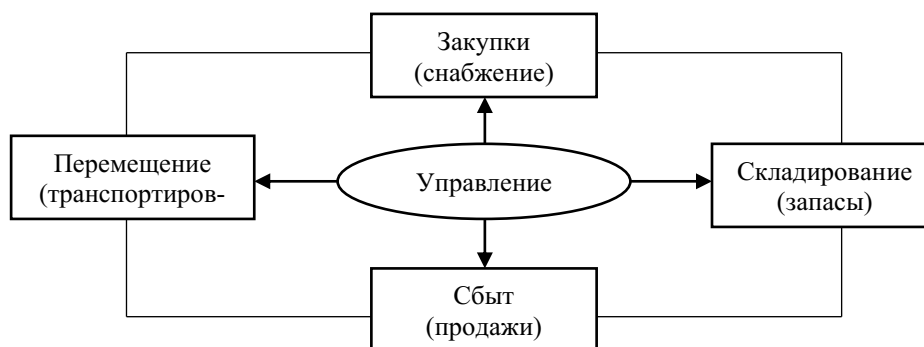 Закупки
(снабжение)
Перемещение
(транспортиров-
Управление
Складирование
(запасы)
Сбыт
(продажи)